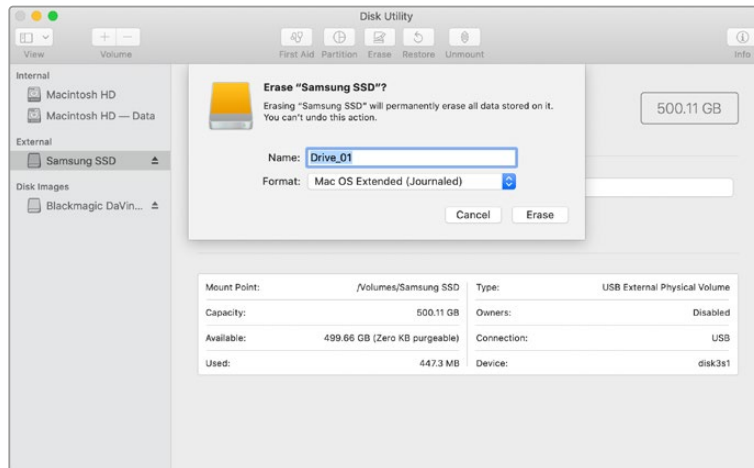 Disk Utility
View
Volume
First Aid
Partition
Erase
Restore
Unmount
Info
Internal
Macintosh HD
Macintosh HD — Data
External
Samsung SSD
Disk Images
Blackmagic DaVin...
Erase “Samsung SSD”?
Erasing “Samsung SSD” will permanently erase all data stored on it.
You can’t undo this action.
Name: Drive_01
Format: Mac OS Extended (Journaled)
Cancel
Erase
500.11 GB
Mount Point: /Volumes/Samsung SSD
Type: USB External Physical Volume
Capacity: 500.11 GB
Owners: Disabled
Available: 499.66 GB (Zero KB purgeable)
Connection: USB
Used: 447.3 MB
Device: disk3s1